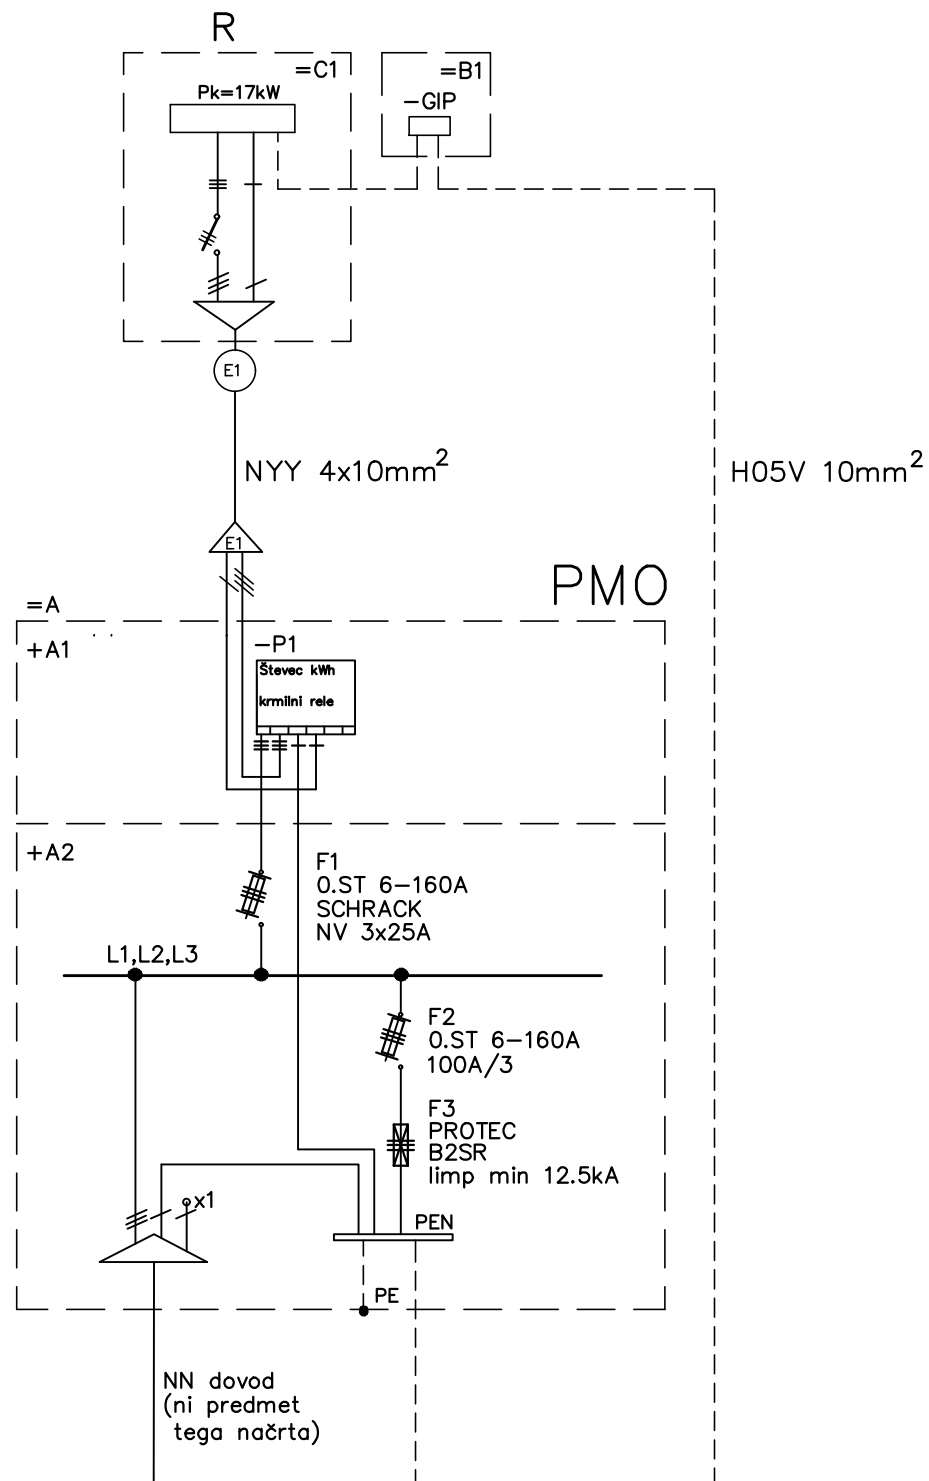 R
=C1
Pk=17kW
=B1
-GIP
E1
NYY 4x10mm²
H05V 10mm²
E1
PMO
=A
+A1
-P1
Števec kWh
krmilni rele
+A2
F1
0.ST 6-160A
SCHRACK
NV 3x25A
L1,L2,L3
F2
0.ST 6-160A
100A/3
F3
PROTEC
B2SR
Iimp min 12.5kA
x1
PEN
PE
NN dovod
(ni predmet
tega načrta)